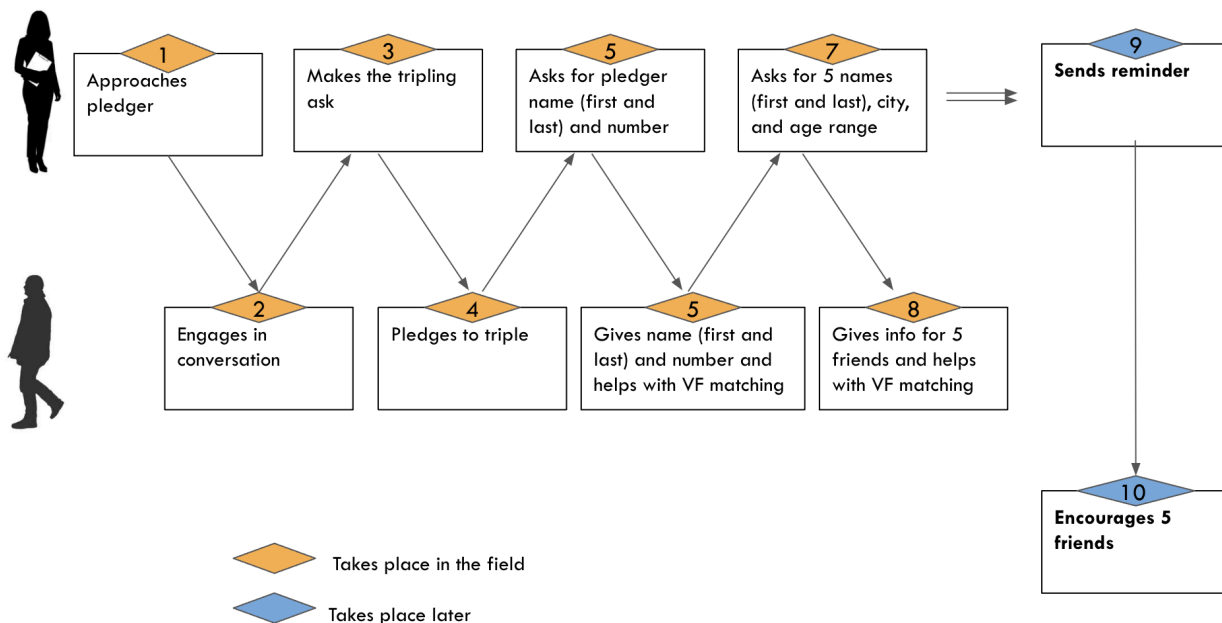 1
Approaches
pledger
3
Makes the tripling
ask
5
Asks for pledger
name (first and
last) and number
7
Asks for 5 names
(first and last), city,
and age range
9
Sends reminder
2
Engages in
conversation
4
Pledges to triple
5
Gives name (first and
last) and number and
helps with VF matching
8
Gives info for 5
friends and helps
with VF matching
10
Encourages 5
friends
Takes place in the field
Takes place later